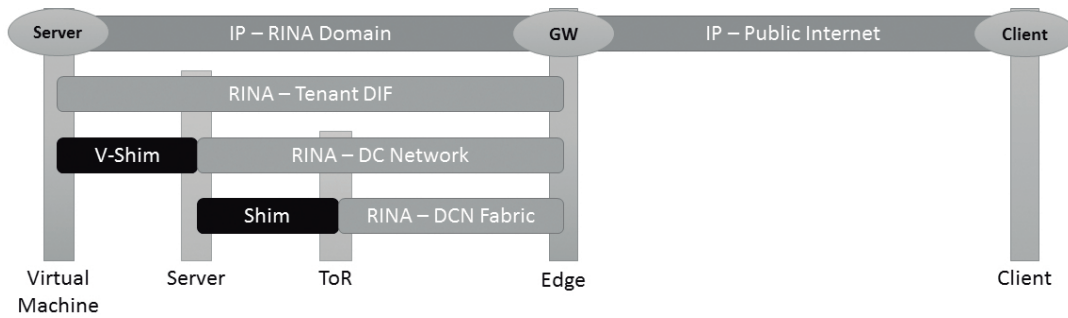 Server
IP – RINA Domain
GW
IP – Public Internet
Client
RINA – Tenant DIF
V-Shim
RINA – DC Network
Shim
RINA – DCN Fabric
Virtual
Machine
Server
ToR
Edge
Client